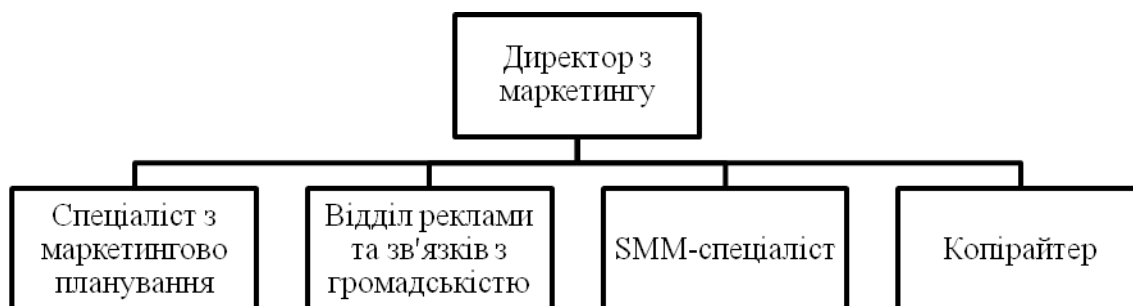 Директор з
маркетингу
Спеціаліст з
маркетингово
планування
Відділ реклами
та зв'язків з
громадськістю
SMM-спеціаліст
Копірайтер